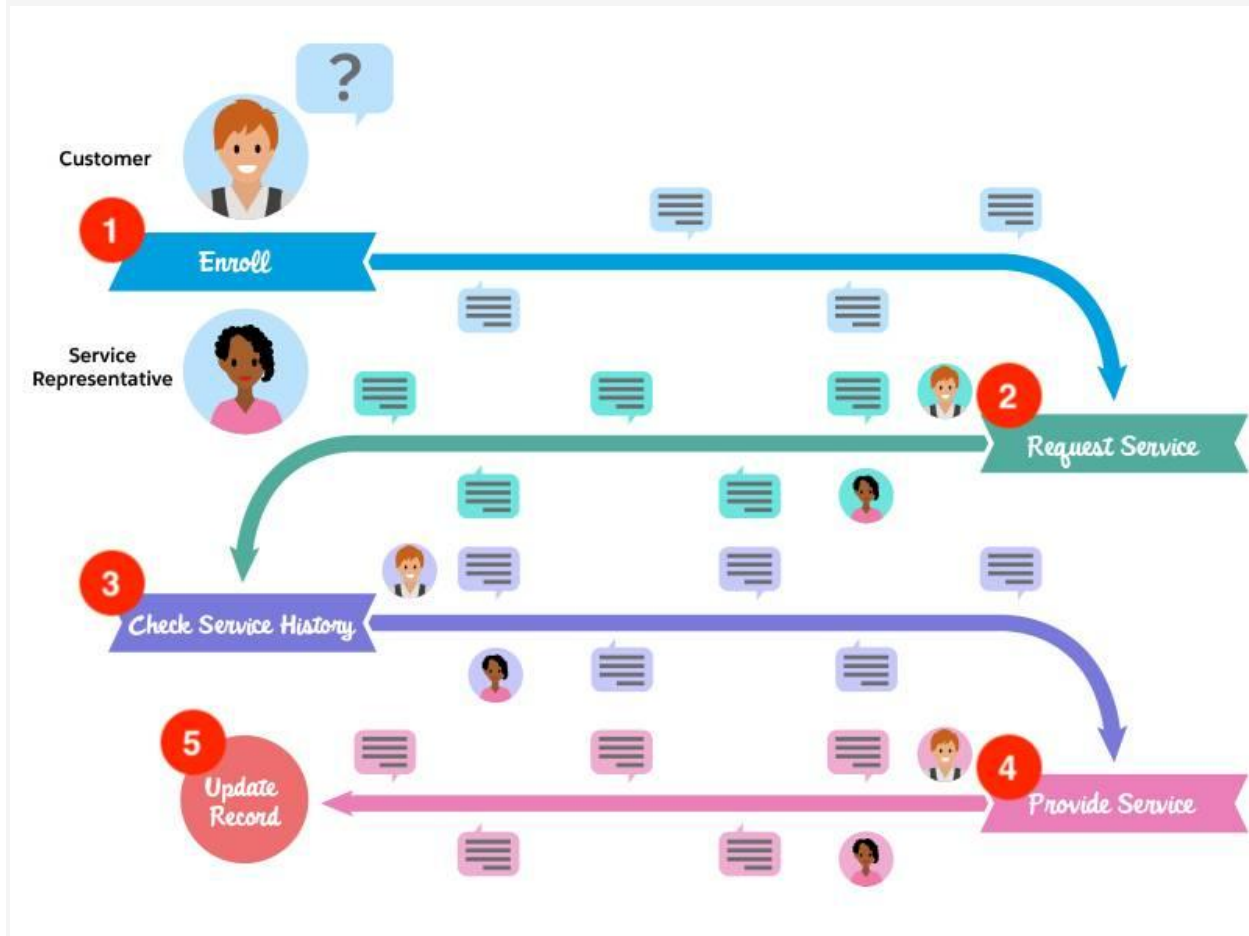 ?
Customer
1
Enroll
Service
Representative
2
Request Service
3
Check Service History
4
Provide Service
5
Update
Record